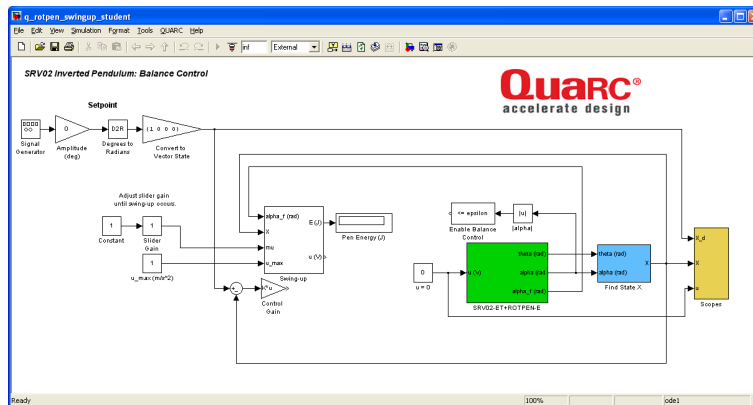 q_rotpen_swingup_student
File Edit View Simulation Format Tools QUARC Help
inf
External
SRV02 Inverted Pendulum: Balance Control
QUARC®
accelerate design
Setpoint
0
D2R
(1 0 0 0)
Signal
Generator
Amplitude
(deg)
Degrees to
Radians
Convert to
Vector State
Adjust slider gain
until swing-up occurs.
1
Constant
1
Slider
Gain
1
u_max (m/s^2)
alpha_f (rad)
X
mu
u_max
E (J)
u (V)
Swing-up
Pen Energy (J)
K*u
Control
Gain
<= epsilon
Enable Balance
Control
|u|
|alpha|
0
u = 0
u (V)
theta (rad)
alpha (rad)
alpha_f (rad)
SRV02-ET+ROTPEN-E
theta (rad)
alpha (rad)
X
Find State X
X_d
X
u
Scopes
Ready
100%
ode1